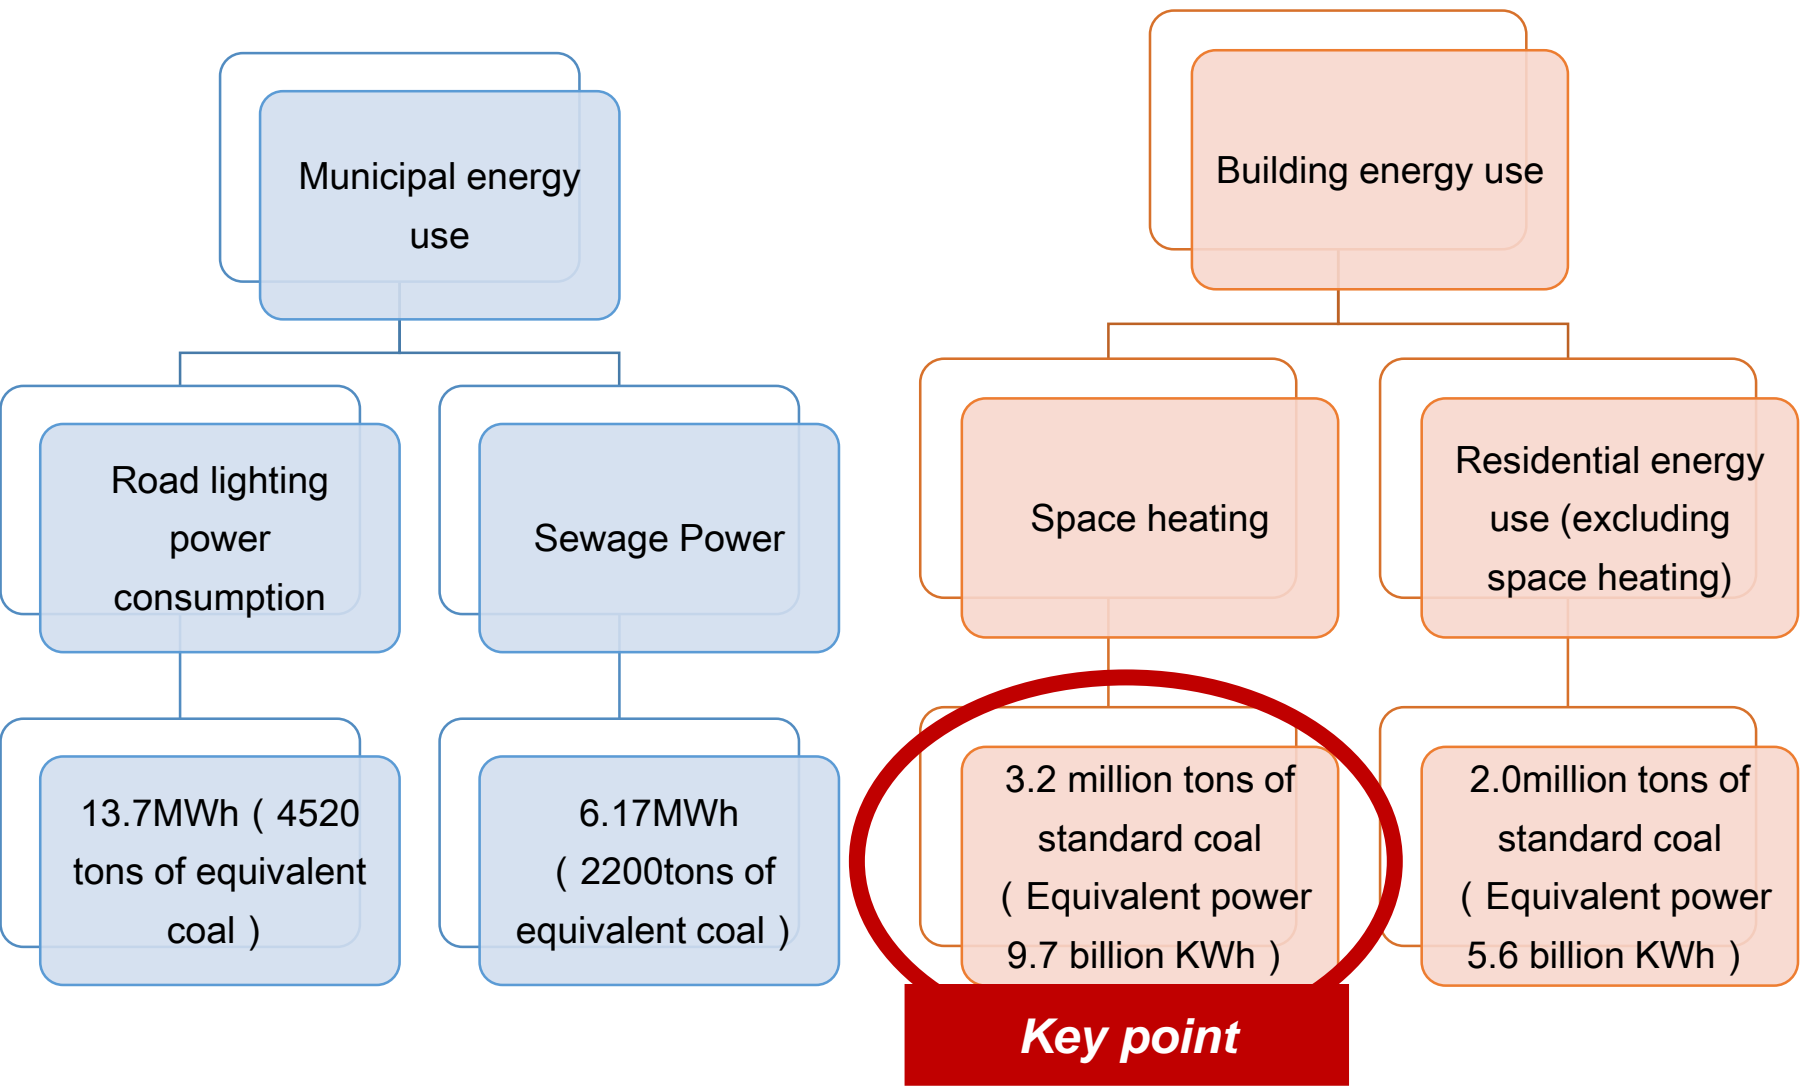 Municipal energy
use
Building energy use
Road lighting
power
consumption
Sewage Power
Space heating
Residential energy
use (excluding
space heating)
13.7MWh ( 4520
tons of equivalent
coal )
6.17MWh
( 2200tons of
equivalent coal )
3.2 million tons of
standard coal
( Equivalent power
9.7 billion KWh )
2.0million tons of
standard coal
( Equivalent power
5.6 billion KWh )
Key point